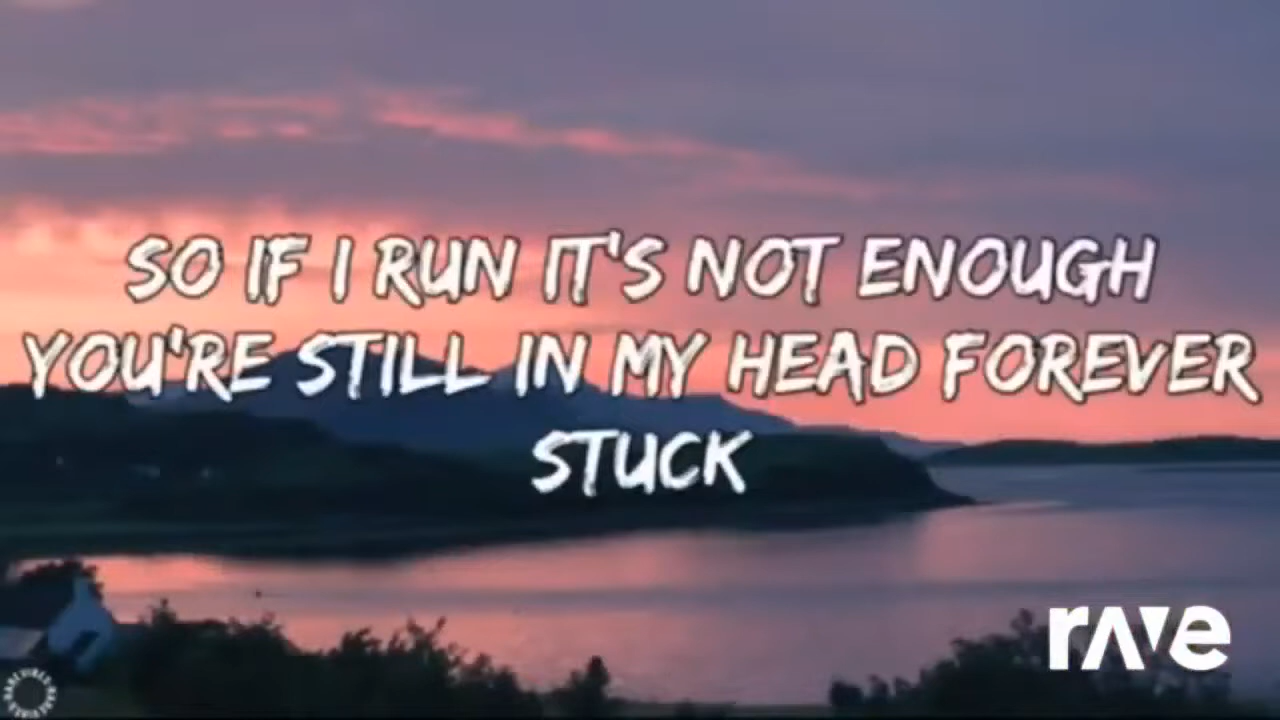 SO IF I RUN IT'S NOT ENOUGH
YOU'RE STILL IN MY HEAD FOREVER
STUCK
rave